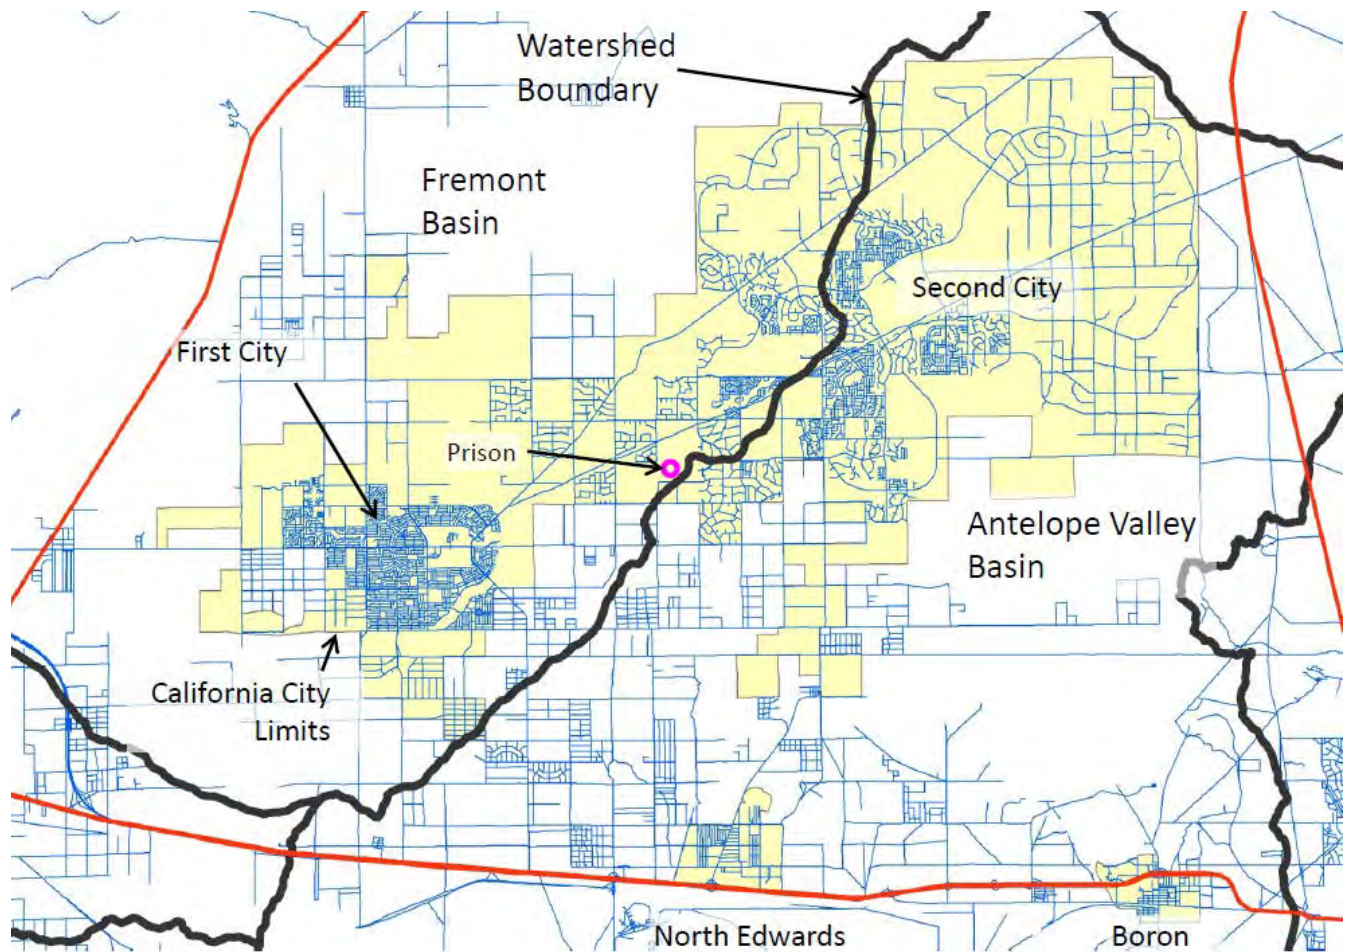 Watershed
Boundary
Fremont
Basin
Second City
First City
Prison
Antelope Valley
Basin
California City
Limits
North Edwards
Boron